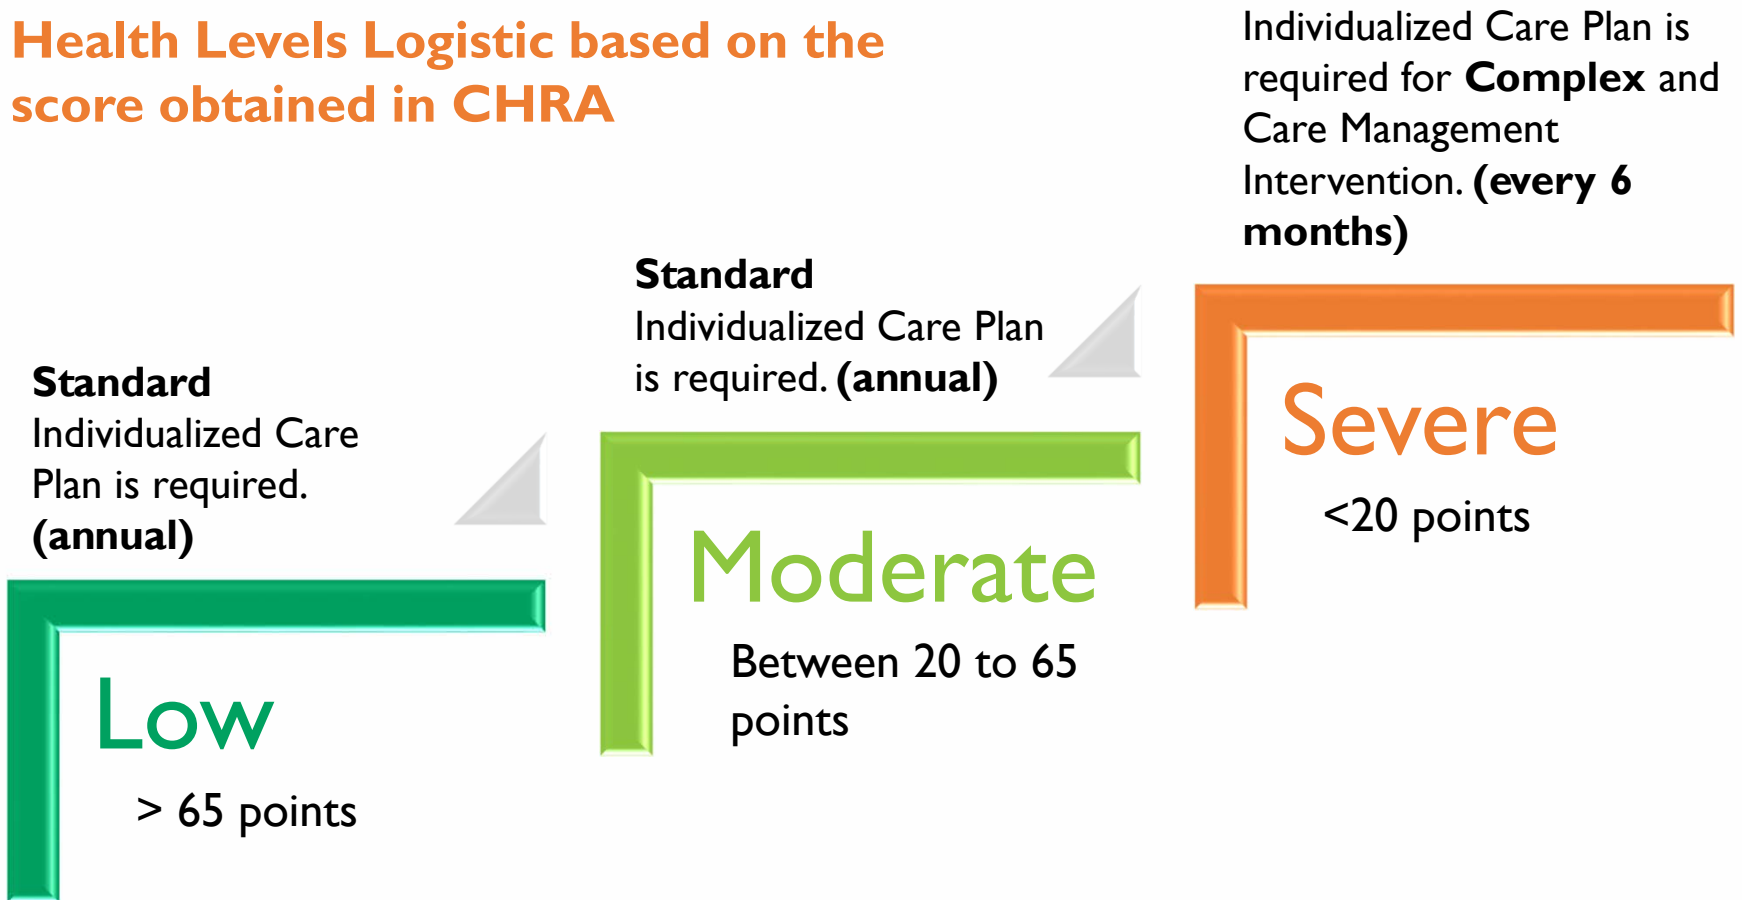 Health Levels Logistic based on the
score obtained in CHRA
Standard
Individualized Care
Plan is required.
(annual)
Low
> 65 points
Standard
Individualized Care Plan
is required. (annual)
Moderate
Between 20 to 65
points
Individualized Care Plan is
required for Complex and
Care Management
Intervention. (every 6
months)
Severe
<20 points